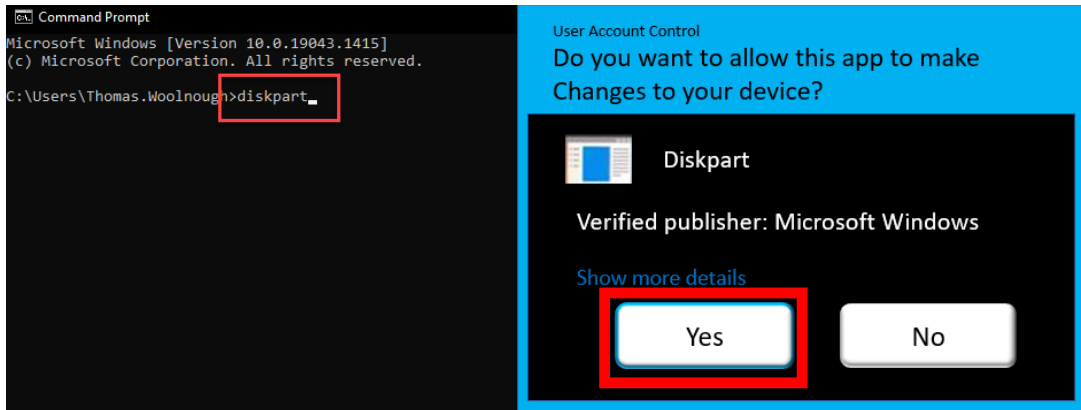 Command Prompt
Microsoft Windows [Version 10.0.19043.1415]
(c) Microsoft Corporation. All rights reserved.
C:\Users\Thomas.Woolnough>diskpart
User Account Control
Do you want to allow this app to make
Changes to your device?
Diskpart
Verified publisher: Microsoft Windows
Show more details
Yes
No